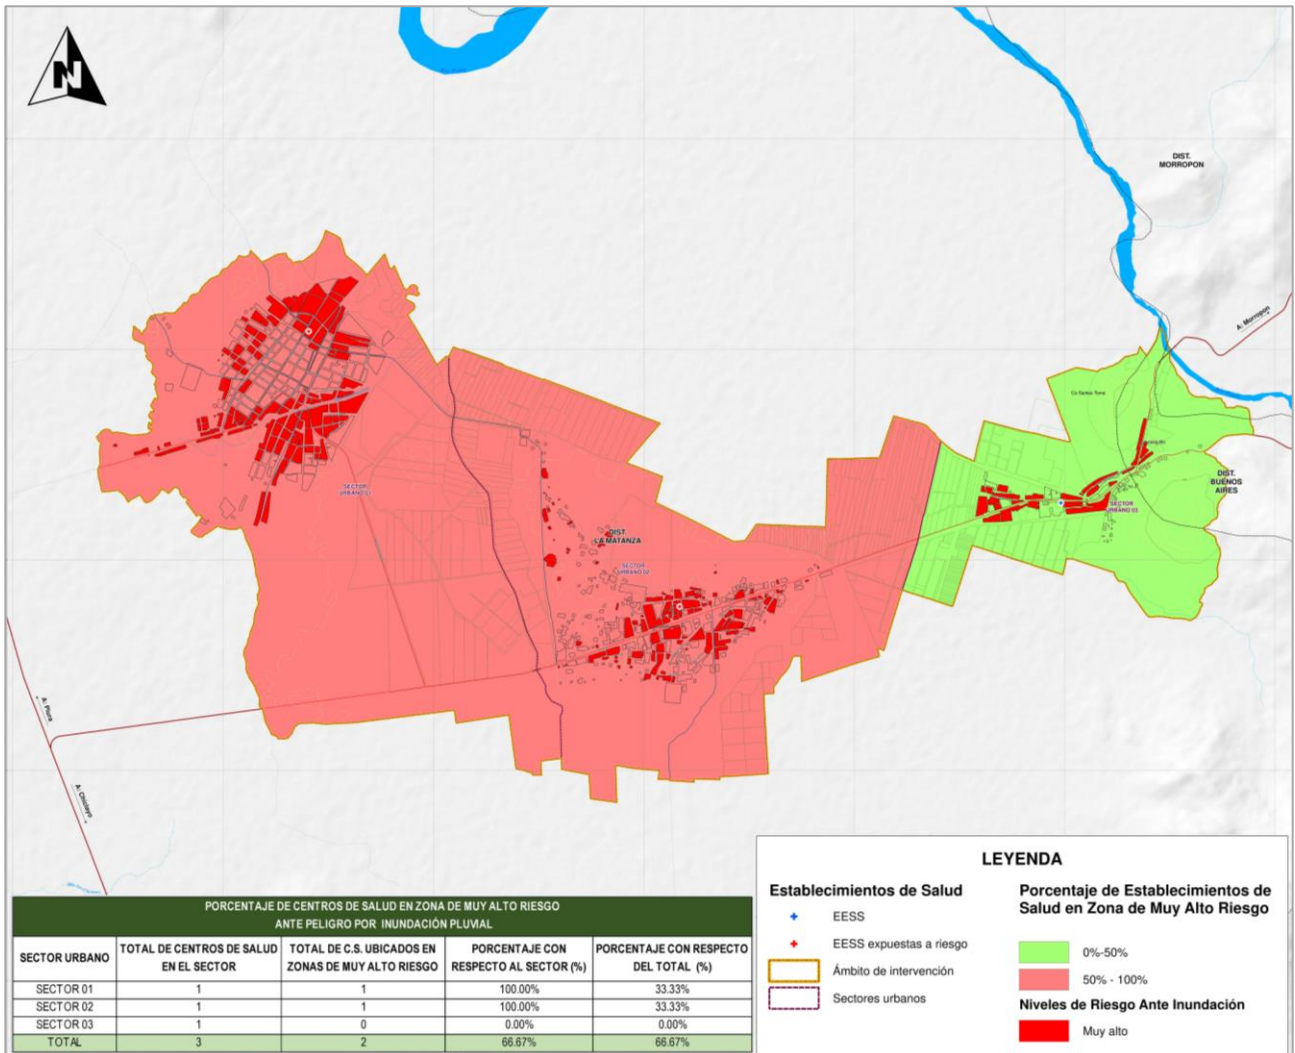 N
DIST.
MORROPON
A: Morropon
Co Santos Toma
DIST.
BUENOS
AIRES
SECTOR
URBANO 03
SECTOR
URBANO 01
DIST.
LA MATANZA
SECTOR
URBANO 02
A: Piura
A: Chiclayo
PORCENTAJE DE CENTROS DE SALUD EN ZONA DE MUY ALTO RIESGO
ANTE PELIGRO POR INUNDACIÓN PLUVIAL
SECTOR URBANO TOTAL DE CENTROS DE SALUD EN EL SECTOR TOTAL DE C.S. UBICADOS EN ZONAS DE MUY ALTO RIESGO PORCENTAJE CON RESPECTO AL SECTOR (%) PORCENTAJE CON RESPECTO DEL TOTAL (%)
SECTOR 01 1 1 100.00% 33.33%
SECTOR 02 1 1 100.00% 33.33%
SECTOR 03 1 0 0.00% 0.00%
TOTAL 3 2 66.67% 66.67%
LEYENDA
Establecimientos de Salud
EESS
EESS expuestas a riesgo
Ámbito de intervención
Sectores urbanos
Porcentaje de Establecimientos de
Salud en Zona de Muy Alto Riesgo
0%-50%
50% - 100%
Niveles de Riesgo Ante Inundación
Muy alto